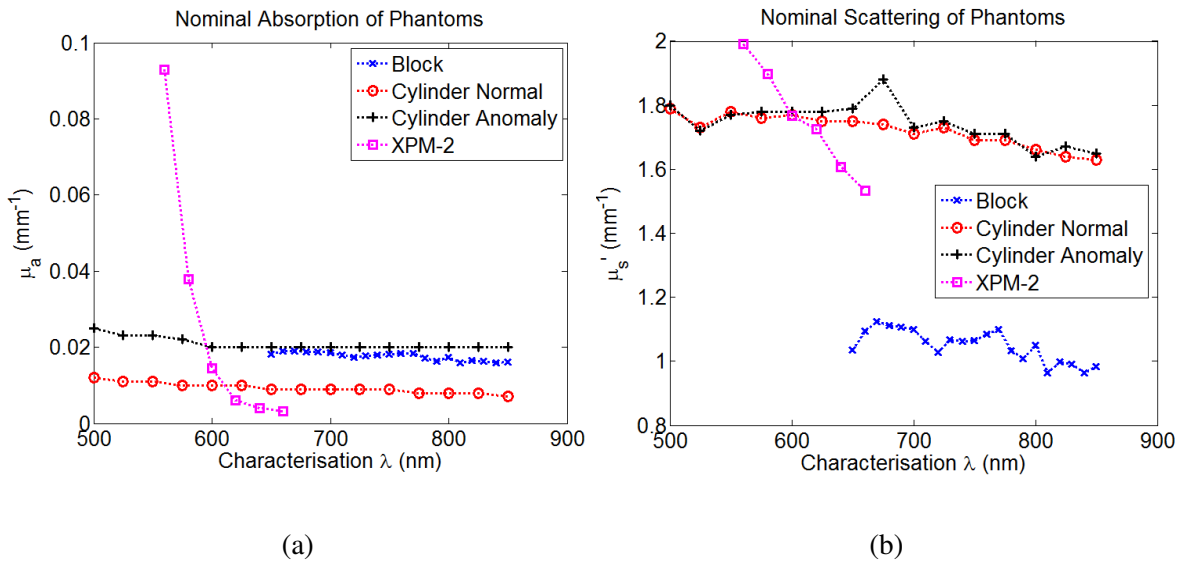 Nominal Absorption of Phantoms
0.1
0.08
0.06
0.04
0.02
0
μa (mm-1)
Block
Cylinder Normal
Cylinder Anomaly
XPM-2
500 600 700 800 900
Characterisation λ (nm)
(a)
Nominal Scattering of Phantoms
2
1.8
1.6
1.4
1.2
1
0.8
μs' (mm-1)
Block
Cylinder Normal
Cylinder Anomaly
XPM-2
500 600 700 800 900
Characterisation λ (nm)
(b)